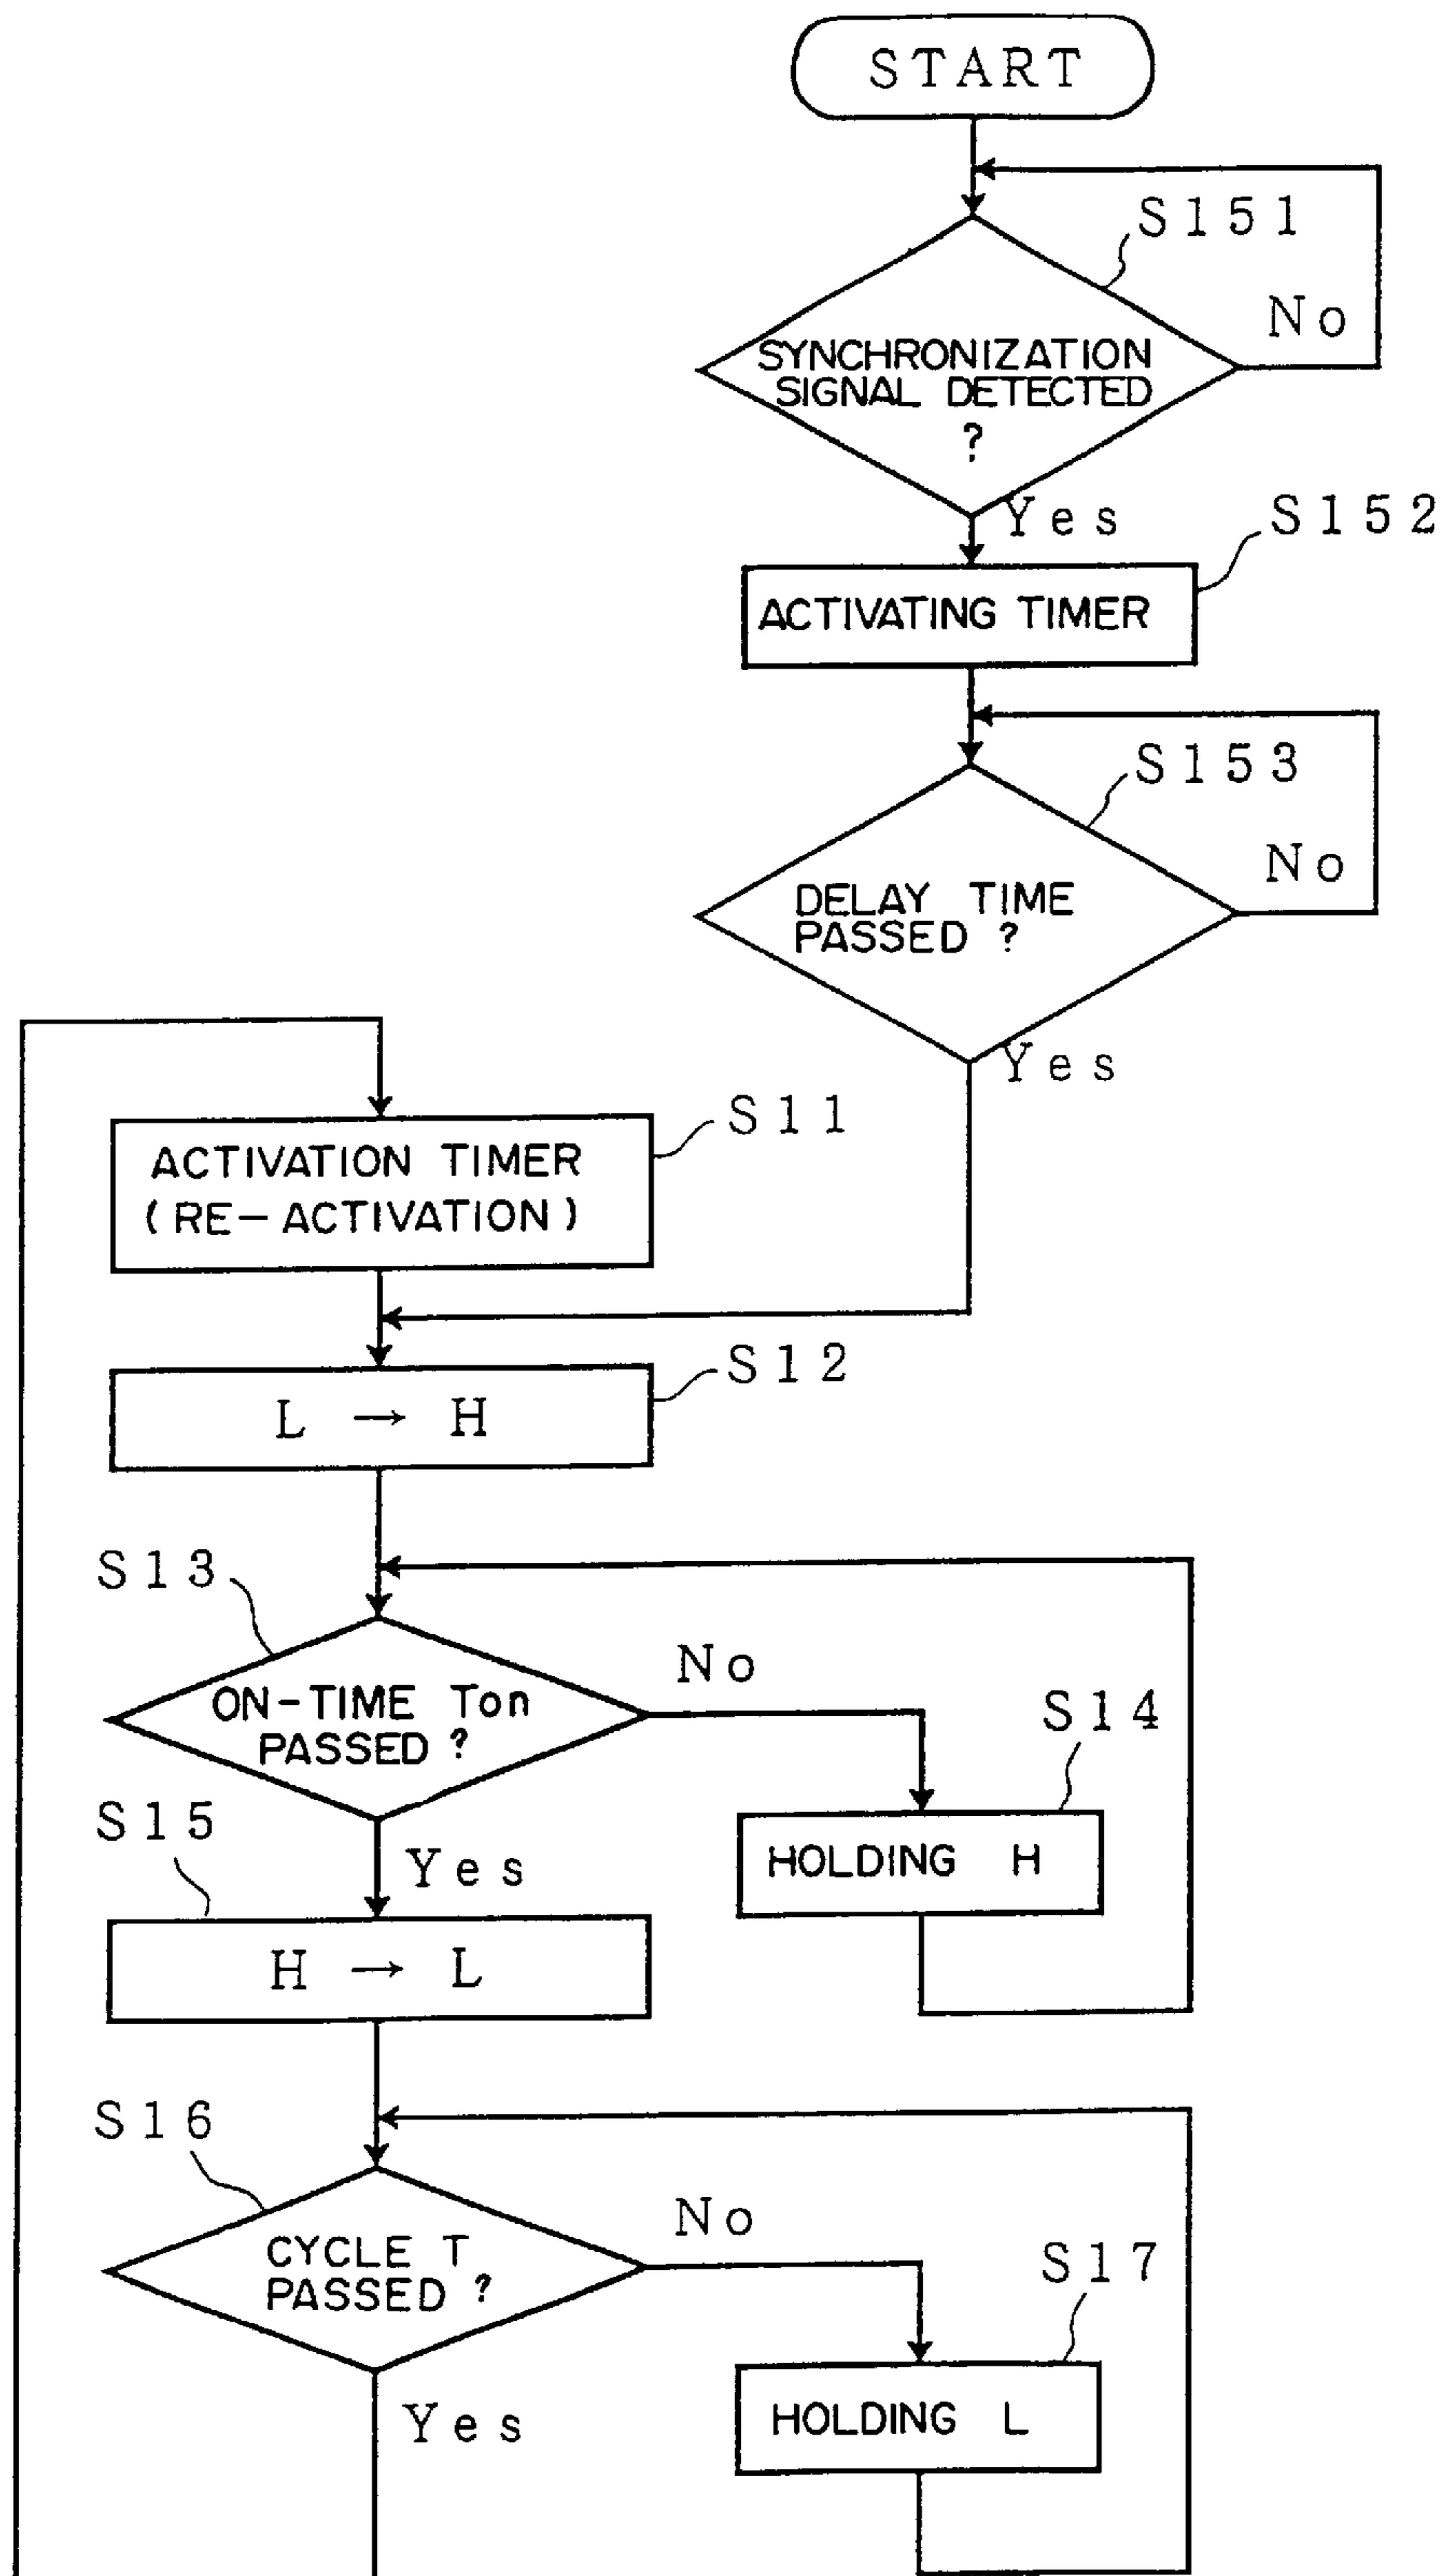 START
S151
No
SYNCHRONIZATION
SIGNAL DETECTED
?
Yes
S152
ACTIVATING TIMER
S153
No
DELAY TIME
PASSED ?
Yes
S11
ACTIVATION TIMER
(RE-ACTIVATION)
S12
L → H
S13
No
ON-TIME Ton
PASSED ?
S14
HOLDING H
S15
Yes
H → L
S16
No
CYCLE T
PASSED ?
S17
HOLDING L
Yes